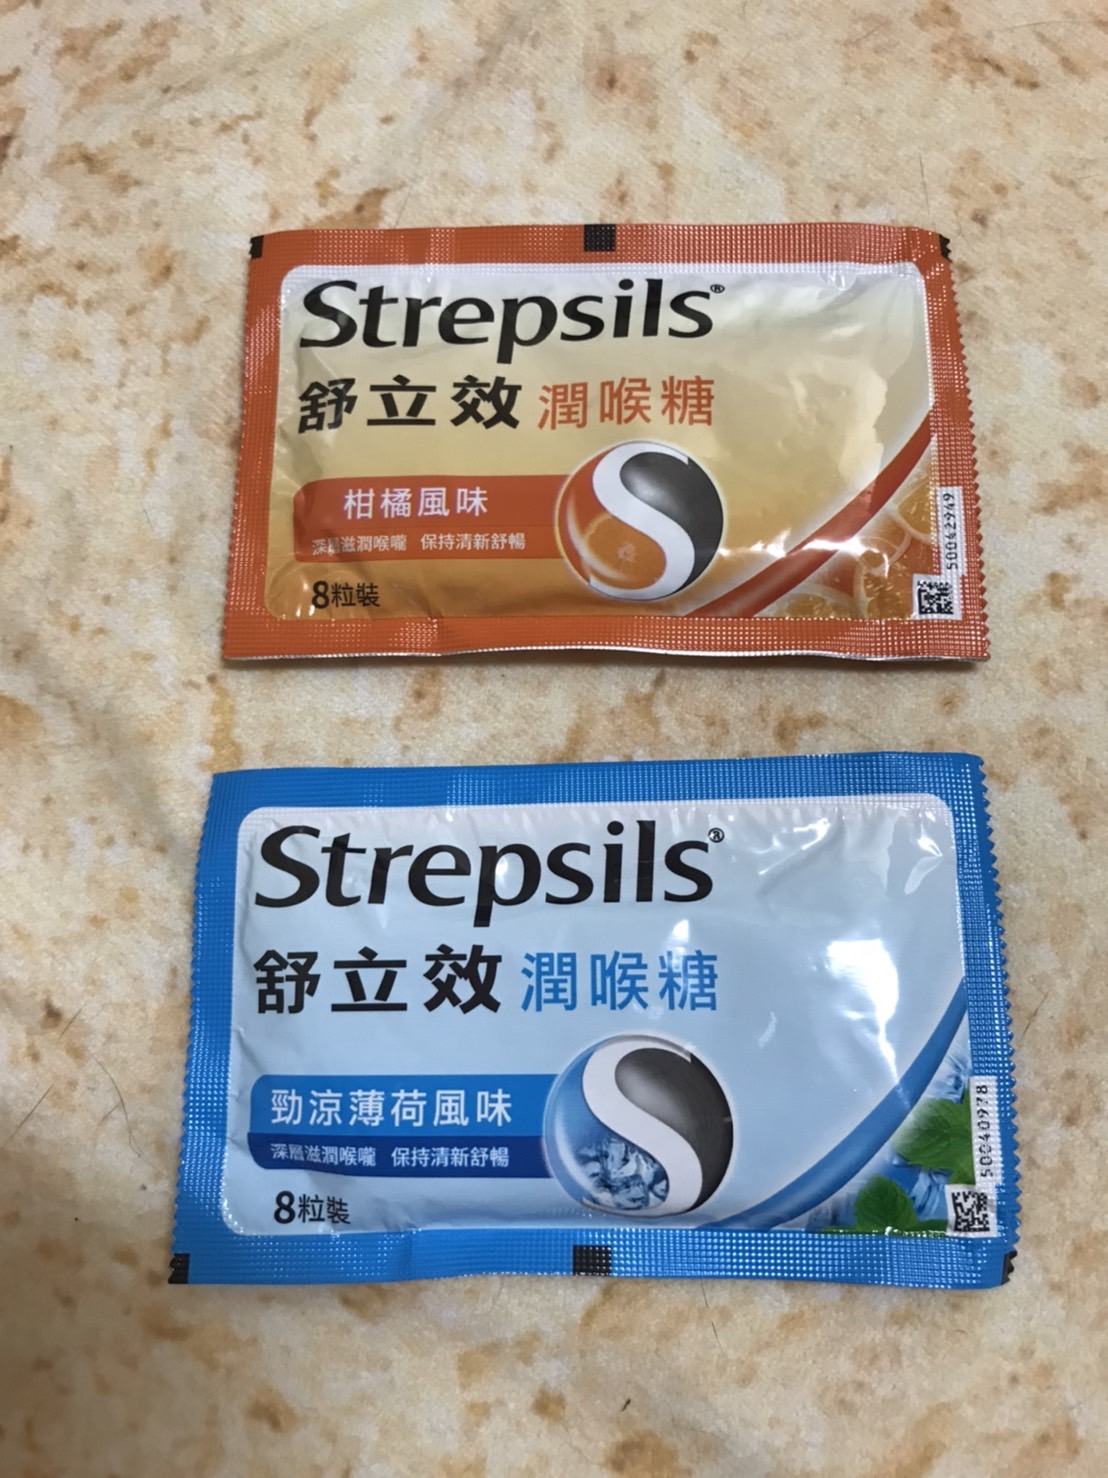 Strepsils®
舒立效 潤喉糖
柑橘風味
深層滋潤喉嚨 保持清新舒暢
8粒裝
50042949
Strepsils®
舒立效 潤喉糖
勁涼薄荷風味
深層滋潤喉嚨 保持清新舒暢
8粒裝
50040978